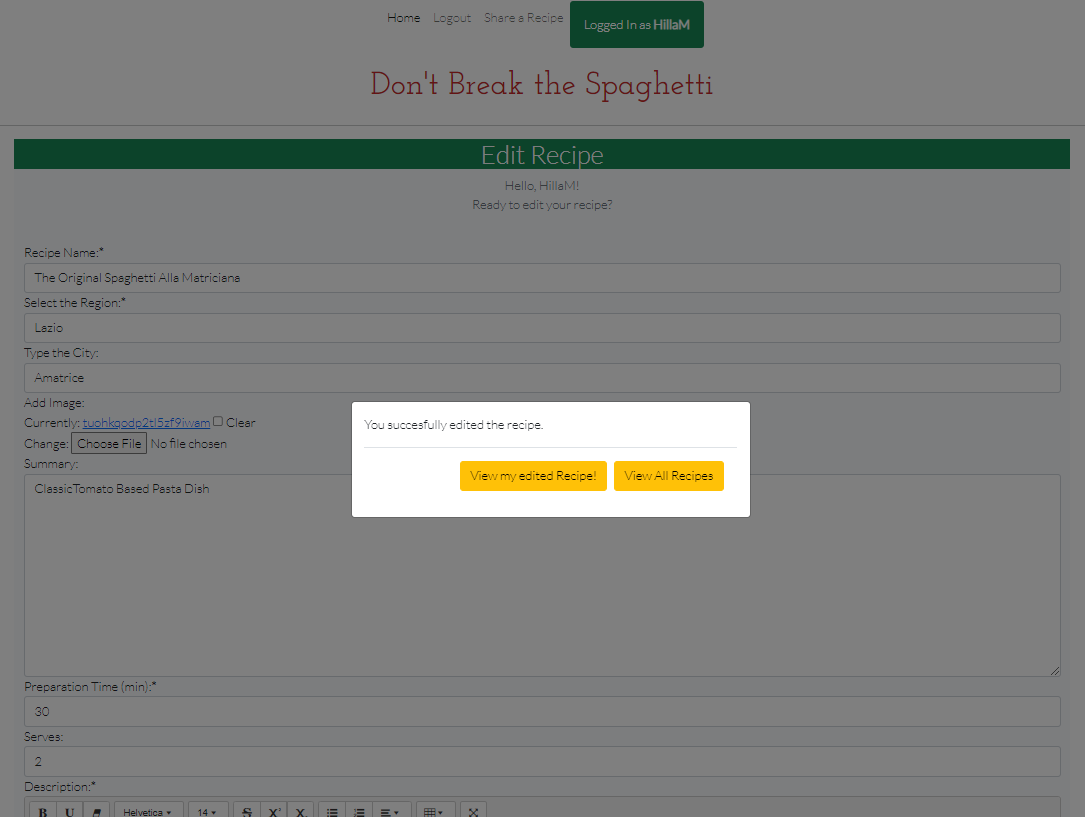 Home Logout Share a Recipe Logged In as HillaM
Don't Break the Spaghetti
Edit Recipe
Hello, HillaM!
Ready to edit your recipe?
Recipe Name:*
The Original Spaghetti Alla Matriciana
Select the Region:*
Lazio
Type the City:
Amatrice
Add Image:
Currently: tuohkqodp2tl5zf9iwam Clear
Change: Choose File No file chosen
Summary:
ClassicTomato Based Pasta Dish
You succesfully edited the recipe.
View my edited Recipe! View All Recipes
Preparation Time (min):*
30
Serves:
2
Description:*
B U Helvetica 14 S X² X